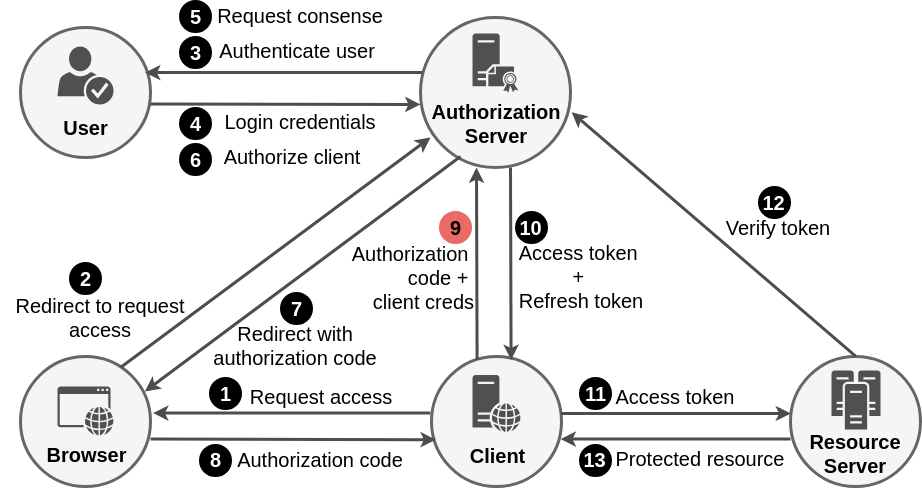 5 Request consense
3 Authenticate user
User
Authorization
Server
4 Login credentials
6 Authorize client
12
Verify token
9
Authorization
code +
client creds
10
Access token
+
Refresh token
2
Redirect to request
access
7
Redirect with
authorization code
1 Request access
11 Access token
Browser
8 Authorization code
Client
13 Protected resource
Resource
Server